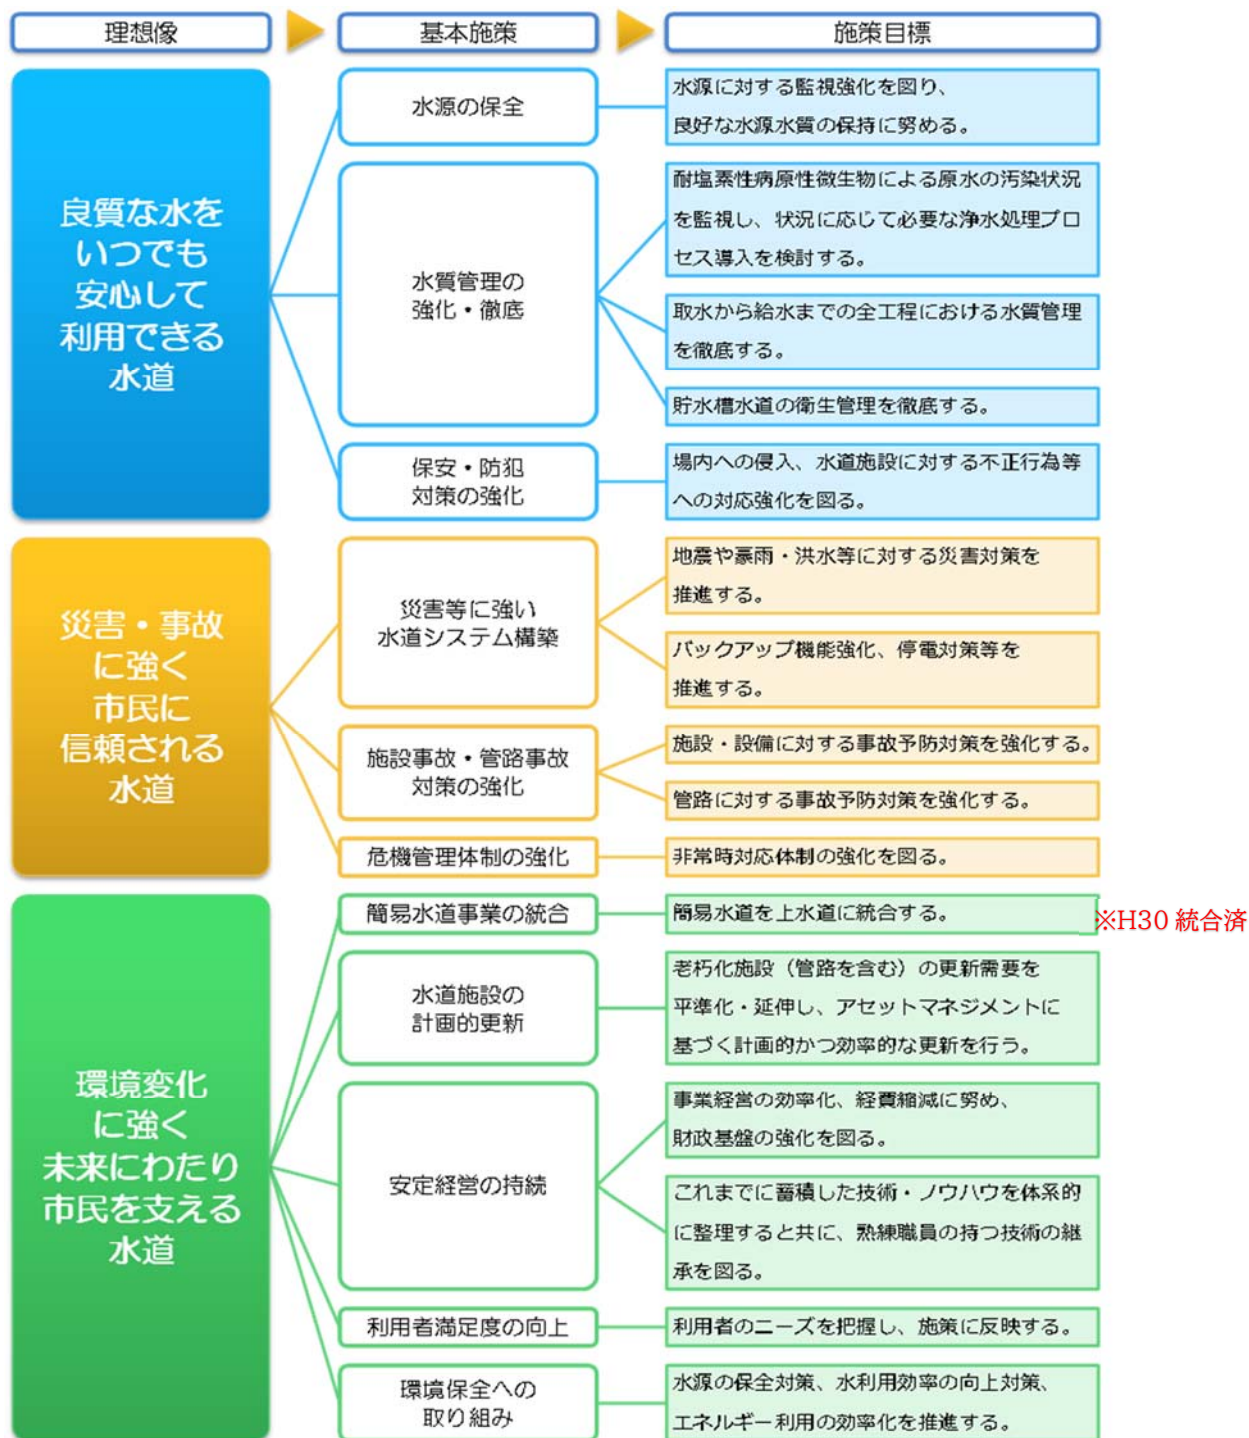 理想像
基本施策
施策目標
良質な水を
いつでも
安心して
利用できる
水道
水源の保全
水源に対する監視強化を図り、
良好な水源水質の保持に努める。
水質管理の
強化・徹底
耐塩素性病原性微生物による原水の汚染状況
を監視し、状況に応じて必要な浄水処理プロ
セス導入を検討する。
取水から給水までの全工程における水質管理
を徹底する。
貯水槽水道の衛生管理を徹底する。
保安・防犯
対策の強化
場内への侵入、水道施設に対する不正行為等
への対応強化を図る。
災害・事故
に強く
市民に
信頼される
水道
災害等に強い
水道システム構築
地震や豪雨・洪水等に対する災害対策を
推進する。
バックアップ機能強化、停電対策等を
推進する。
施設事故・管路事故
対策の強化
施設・設備に対する事故予防対策を強化する。
管路に対する事故予防対策を強化する。
危機管理体制の強化
非常時対応体制の強化を図る。
環境変化
に強く
未来にわたり
市民を支える
水道
簡易水道事業の統合
簡易水道を上水道に統合する。
※H30 統合済
水道施設の
計画的更新
老朽化施設（管路を含む）の更新需要を
平準化・延伸し、アセットマネジメントに
基づく計画的かつ効率的な更新を行う。
安定経営の持続
事業経営の効率化、経費縮減に努め、
財政基盤の強化を図る。
これまでに蓄積した技術・ノウハウを体系的
に整理すると共に、熟練職員の持つ技術の継
承を図る。
利用者満足度の向上
利用者のニーズを把握し、施策に反映する。
環境保全への
取り組み
水源の保全対策、水利用効率の向上対策、
エネルギー利用の効率化を推進する。